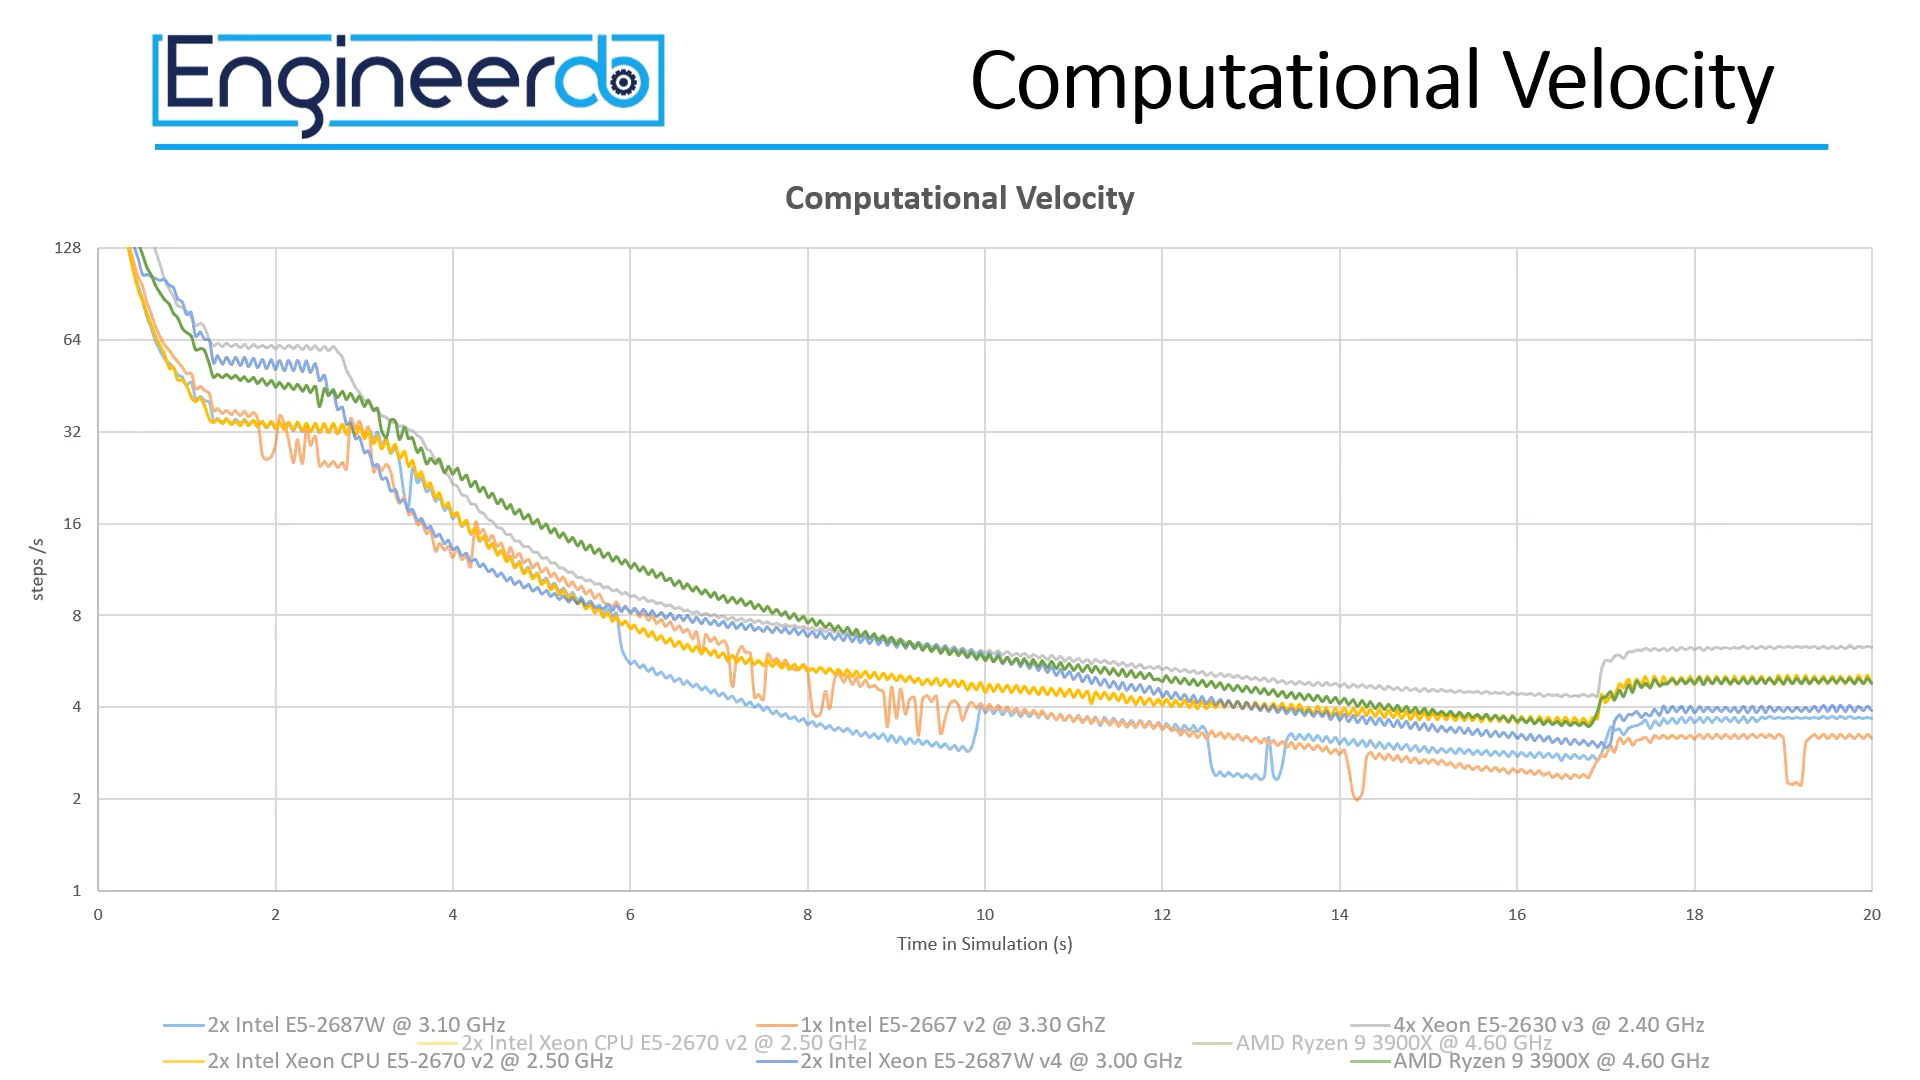 Engineerdo
Computational Velocity
Computational Velocity
128
64
32
16
8
4
2
1
steps /s
0 2 4 6 8 10 12 14 16 18 20
Time in Simulation (s)
2x Intel E5-2687W @ 3.10 GHz 1x Intel E5-2667 v2 @ 3.30 GhZ 4x Xeon E5-2630 v3 @ 2.40 GHz
2x Intel Xeon CPU E5-2670 v2 @ 2.50 GHz AMD Ryzen 9 3900X @ 4.60 GHz
2x Intel Xeon CPU E5-2670 v2 @ 2.50 GHz 2x Intel Xeon E5-2687W v4 @ 3.00 GHz AMD Ryzen 9 3900X @ 4.60 GHz